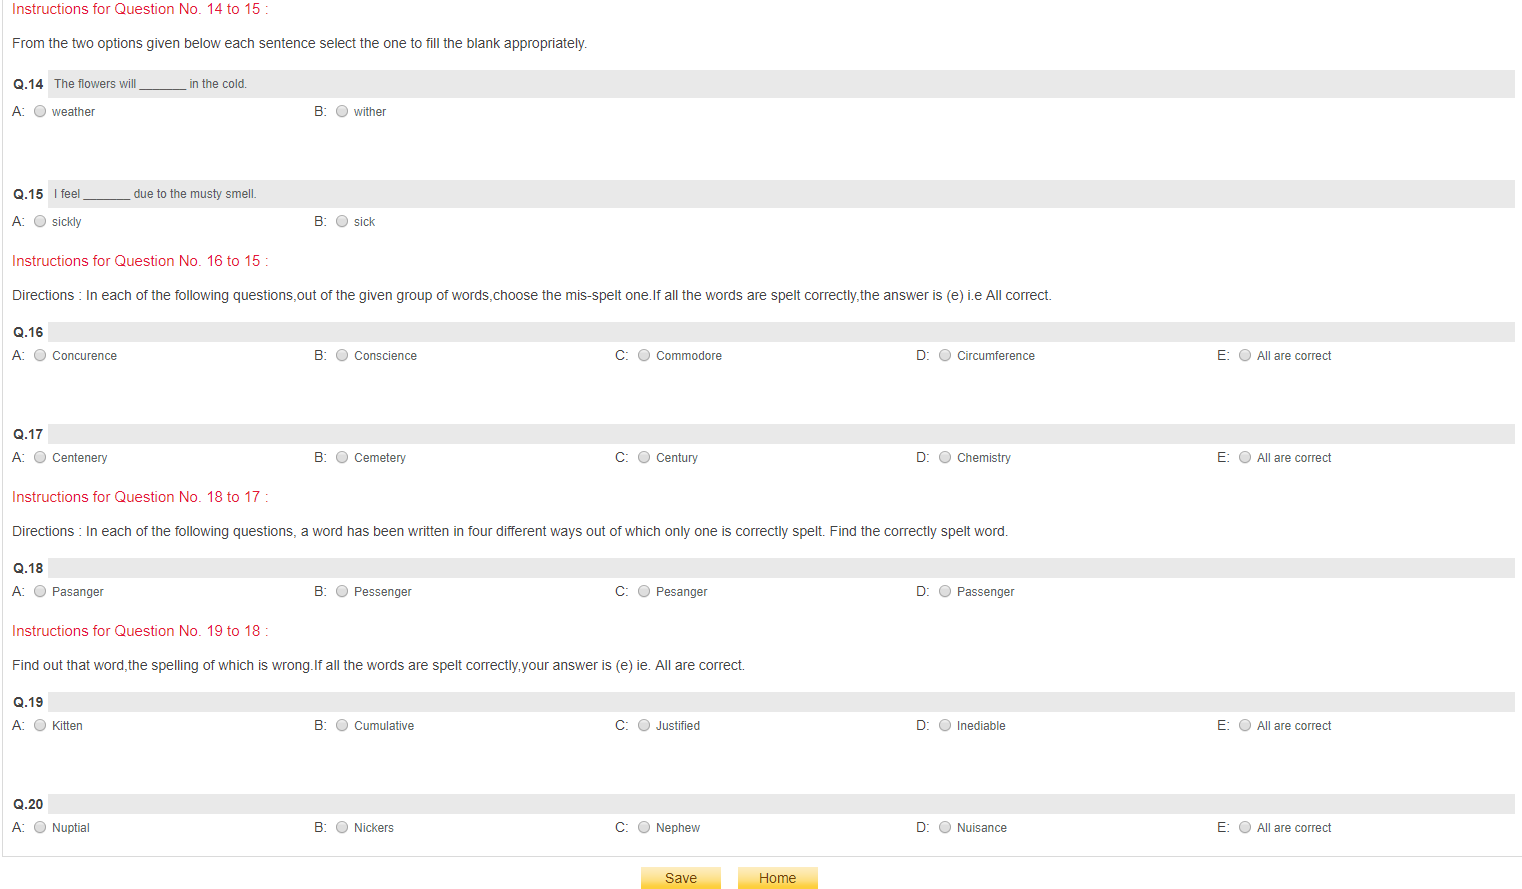 Instructions for Question No. 14 to 15 :
From the two options given below each sentence select the one to fill the blank appropriately.
Q.14 The flowers will _______ in the cold.
A: weather B: wither
Q.15 I feel _______ due to the musty smell.
A: sickly B: sick
Instructions for Question No. 16 to 15 :
Directions : In each of the following questions,out of the given group of words,choose the mis-spelt one.If all the words are spelt correctly,the answer is (e) i.e All correct.
Q.16
A: Concurence B: Conscience C: Commodore D: Circumference E: All are correct
Q.17
A: Centenery B: Cemetery C: Century D: Chemistry E: All are correct
Instructions for Question No. 18 to 17 :
Directions : In each of the following questions, a word has been written in four different ways out of which only one is correctly spelt. Find the correctly spelt word.
Q.18
A: Pasanger B: Pessenger C: Pesanger D: Passenger
Instructions for Question No. 19 to 18 :
Find out that word,the spelling of which is wrong.If all the words are spelt correctly,your answer is (e) ie. All are correct.
Q.19
A: Kitten B: Cumulative C: Justified D: Inediable E: All are correct
Q.20
A: Nuptial B: Nickers C: Nephew D: Nuisance E: All are correct
Save Home